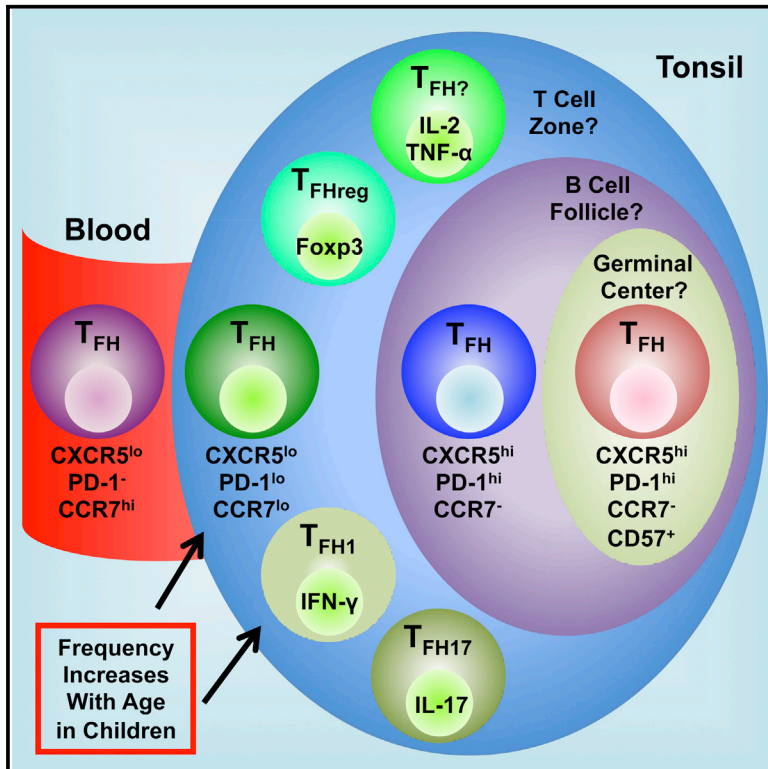 Tonsil
T Cell
Zone?
TFH?
IL-2
TNF-α
B Cell
Follicle?
TFHreg
Foxp3
Blood
Germinal
Center?
TFH
CXCR5lo
PD-1-
CCR7hi
TFH
CXCR5lo
PD-1lo
CCR7lo
TFH
CXCR5hi
PD-1hi
CCR7-
TFH
CXCR5hi
PD-1hi
CCR7-
CD57+
TFH1
IFN-γ
TFH17
IL-17
Frequency
Increases
With Age
in Children